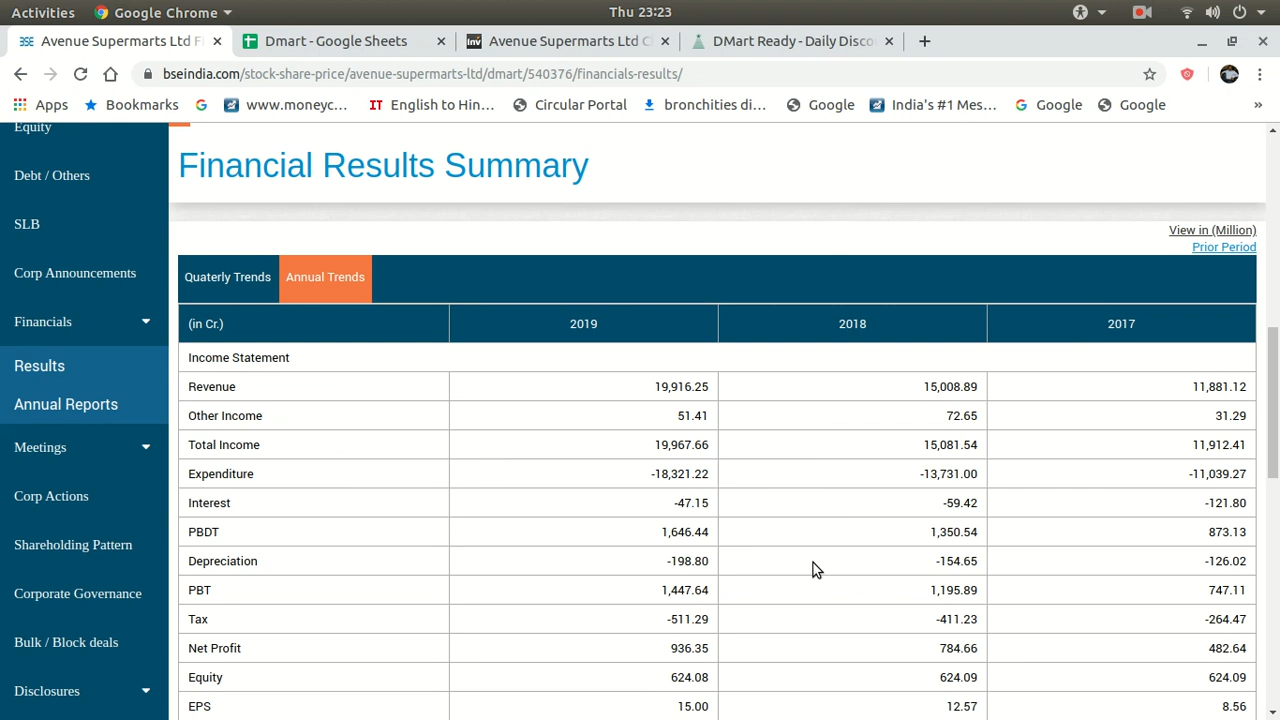 Activities Google Chrome Thu 23:23
Avenue Supermarts Ltd Fi Dmart - Google Sheets Avenue Supermarts Ltd C DMart Ready - Daily Disco
bseindia.com/stock-share-price/avenue-supermarts-ltd/dmart/540376/financials-results/
Apps Bookmarks www.moneyc... English to Hin... Circular Portal bronchities di... Google India's #1 Mes... Google Google »
Equity
Debt / Others
SLB
Corp Announcements
Financials
Results
Annual Reports
Meetings
Corp Actions
Shareholding Pattern
Corporate Governance
Bulk / Block deals
Disclosures
Financial Results Summary
View in (Million)
Prior Period
Quaterly Trends Annual Trends
(in Cr.) 2019 2018 2017
Income Statement
Revenue 19,916.25 15,008.89 11,881.12
Other Income 51.41 72.65 31.29
Total Income 19,967.66 15,081.54 11,912.41
Expenditure -18,321.22 -13,731.00 -11,039.27
Interest -47.15 -59.42 -121.80
PBDT 1,646.44 1,350.54 873.13
Depreciation -198.80 -154.65 -126.02
PBT 1,447.64 1,195.89 747.11
Tax -511.29 -411.23 -264.47
Net Profit 936.35 784.66 482.64
Equity 624.08 624.09 624.09
EPS 15.00 12.57 8.56